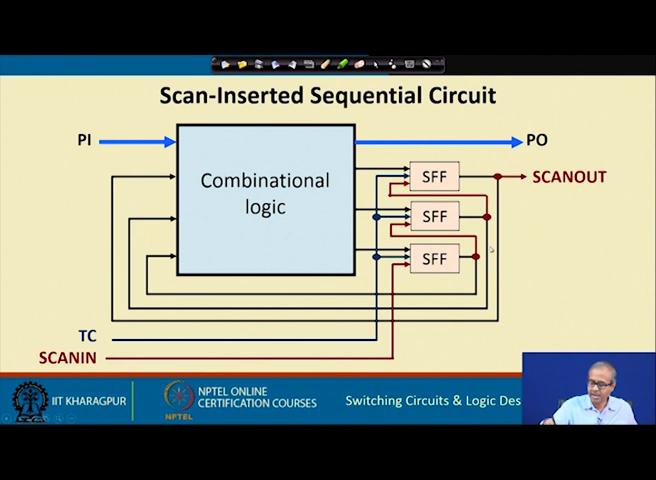 Scan-Inserted Sequential Circuit
PI
Combinational
logic
PO
SFF
SCANOUT
SFF
SFF
TC
SCANIN
IIT KHARAGPUR
NPTEL
NPTEL ONLINE
CERTIFICATION COURSES
Switching Circuits & Logic Des